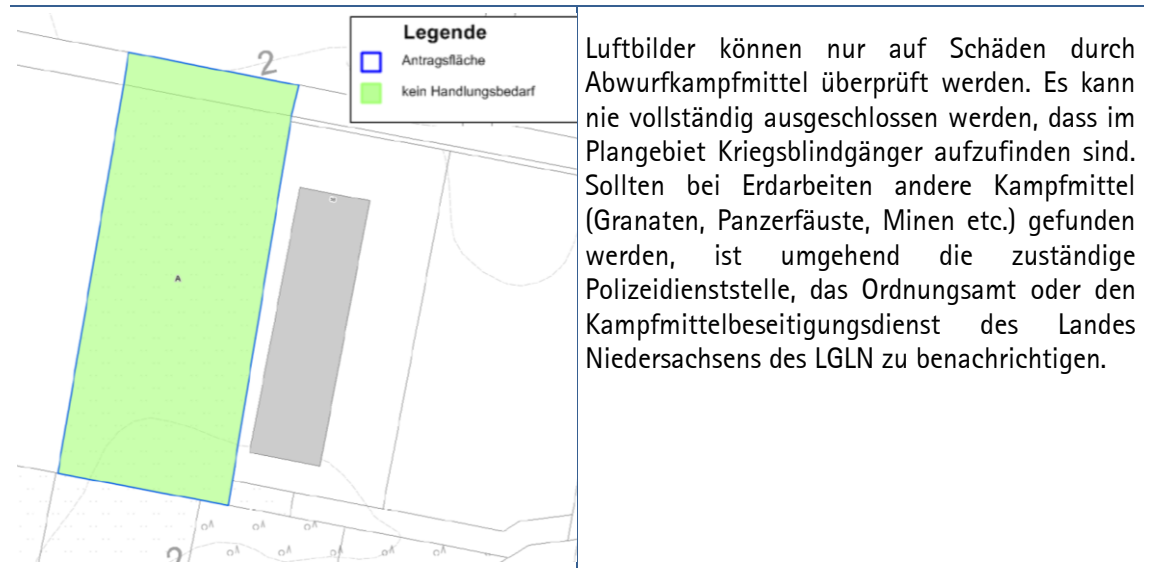 Legende
Antragsfläche
kein Handlungsbedarf
2
A
2
Luftbilder können nur auf Schäden durch
Abwurfkampfmittel überprüft werden. Es kann
nie vollständig ausgeschlossen werden, dass im
Plangebiet Kriegsblindgänger aufzufinden sind.
Sollten bei Erdarbeiten andere Kampfmittel
(Granaten, Panzerfäuste, Minen etc.) gefunden
werden, ist umgehend die zuständige
Polizeidienststelle, das Ordnungsamt oder den
Kampfmittelbeseitigungsdienst des Landes
Niedersachsens des LGLN zu benachrichtigen.